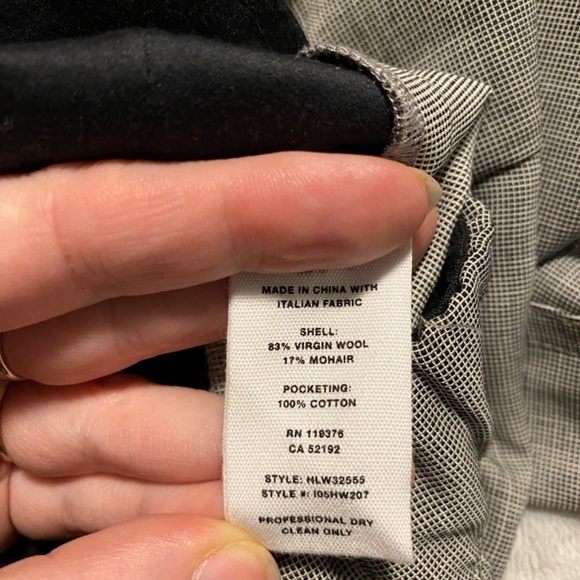 MADE IN CHINA WITH
ITALIAN FABRIC
SHELL:
83% VIRGIN WOOL
17% MOHAIR
POCKETING:
100% COTTON
RN 119376
CA 52192
STYLE: HLW32555
STYLE #: I05HW207
PROFESSIONAL DRY
CLEAN ONLY